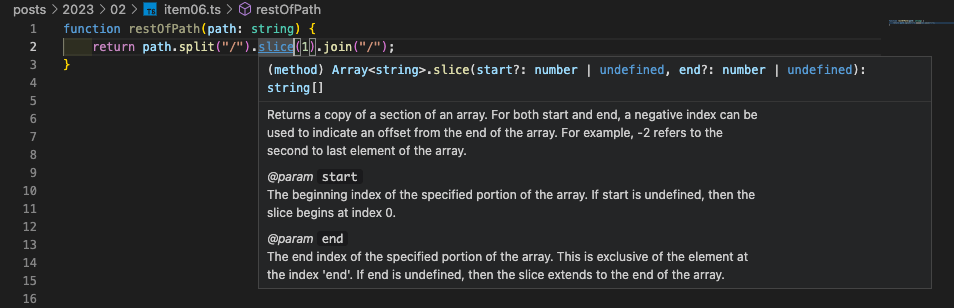 posts > 2023 > 02 > TS item06.ts > restOfPath
1 function restOfPath(path: string) {
2 return path.split("/").slice(1).join("/");
3 }
(method) Array<string>.slice(start?: number | undefined, end?: number | undefined):
4
string[]
5
6
Returns a copy of a section of an array. For both start and end, a negative index can be
7
used to indicate an offset from the end of the array. For example, -2 refers to the
second to last element of the array.
8
9
@param start
10
The beginning index of the specified portion of the array. If start is undefined, then the
11
slice begins at index 0.
12
@param end
13
The end index of the specified portion of the array. This is exclusive of the element at
14
the index 'end'. If end is undefined, then the slice extends to the end of the array.
15
16